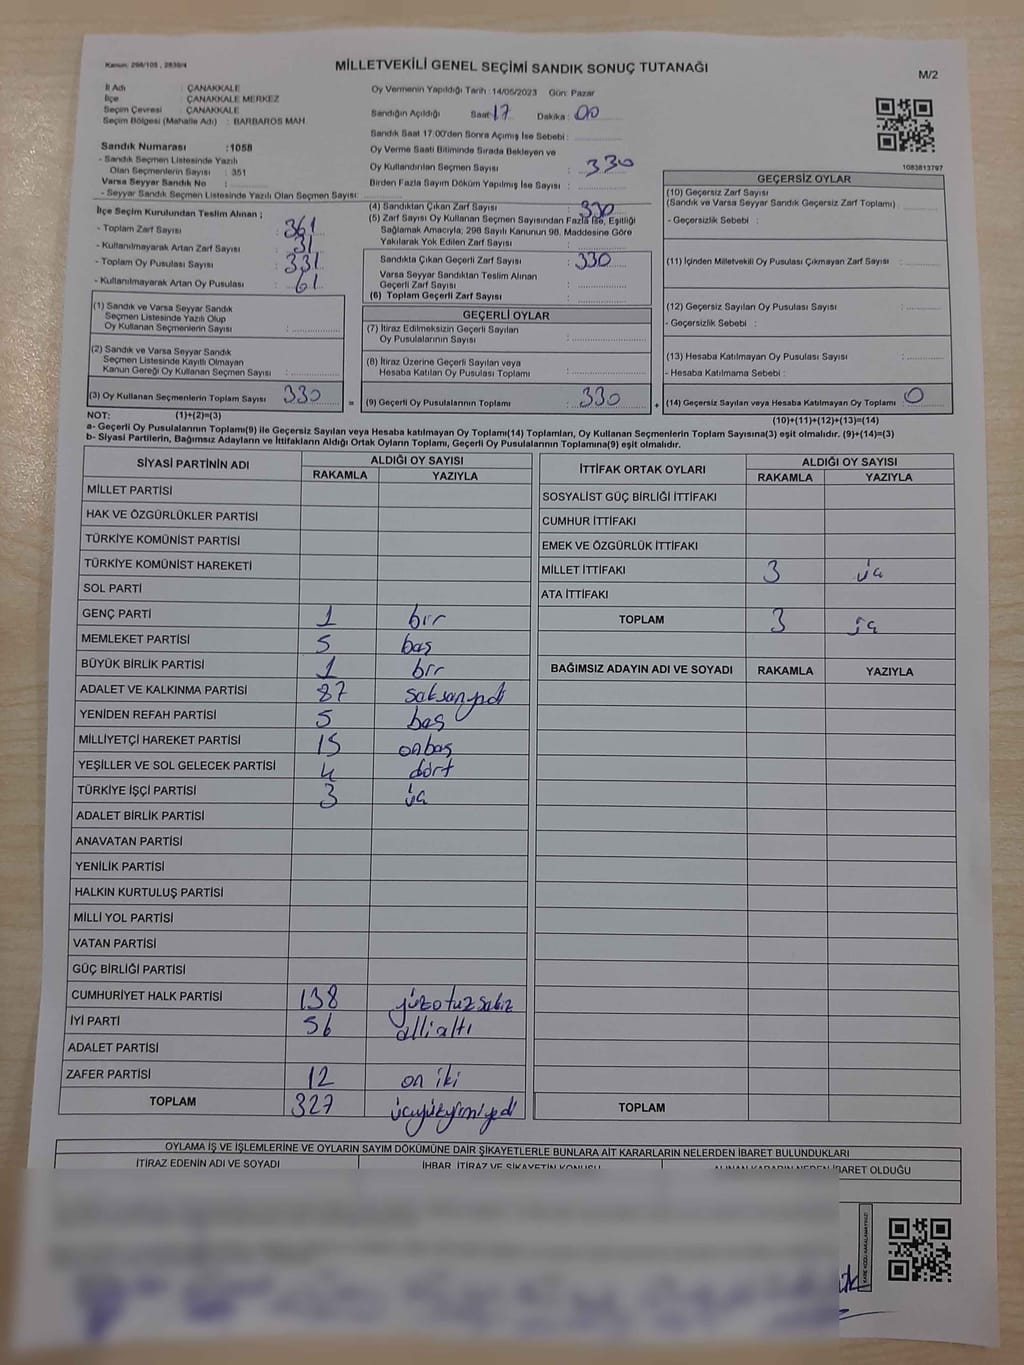 Kanun: 298/105 , 2839/4
MİLLETVEKİLİ GENEL SEÇİMİ SANDIK SONUÇ TUTANAĞI
M/2
İl Adı : ÇANAKKALE
İlçe : ÇANAKKALE MERKEZ
Seçim Çevresi : ÇANAKKALE
Seçim Bölgesi (Mahalle Adı) : BARBAROS MAH.
Sandık Numarası :1058
- Sandık Seçmen Listesinde Yazılı
Olan Seçmenlerin Sayısı : 351
Varsa Seyyar Sandık No :
- Seyyar Sandık Seçmen Listesinde Yazılı Olan Seçmen Sayısı:
İlçe Seçim Kurulundan Teslim Alınan ;
- Toplam Zarf Sayısı : 361
- Kullanılmayarak Artan Zarf Sayısı : 31
- Toplam Oy Pusulası Sayısı : 331
- Kullanılmayarak Artan Oy Pusulası : 61
(1) Sandık ve Varsa Seyyar Sandık
Seçmen Listesinde Yazılı Olup
Oy Kullanan Seçmenlerin Sayısı :
(2) Sandık ve Varsa Seyyar Sandık
Seçmen Listesinde Kayıtlı Olmayan
Kanun Gereği Oy Kullanan Seçmen Sayısı :
(3) Oy Kullanan Seçmenlerin Toplam Sayısı 330
Oy Vermenin Yapıldığı Tarih : 14/05/2023 Gün: Pazar
Sandığın Açıldığı Saat: 17 Dakika : 00
Sandık Saat 17:00'den Sonra Açımış İse Sebebi :
Oy Verme Saati Bitiminde Sırada Bekleyen ve
Oy Kullandırılan Seçmen Sayısı : 330
Birden Fazla Sayım Döküm Yapılmış İse Sayısı :
(4) Sandıktan Çıkan Zarf Sayısı : 330
(5) Zarf Sayısı Oy Kullanan Seçmen Sayısından Fazla İse, Eşitliği
Sağlamak Amacıyla, 298 Sayılı Kanunun 98. Maddesine Göre
Yakılarak Yok Edilen Zarf Sayısı :
Sandıkta Çıkan Geçerli Zarf Sayısı : 330
Varsa Seyyar Sandıktan Teslim Alınan
Geçerli Zarf Sayısı :
(6) Toplam Geçerli Zarf Sayısı :
GEÇERLİ OYLAR
(7) İtiraz Edilmeksizin Geçerli Sayılan
Oy Pusulalarının Sayısı :
(8) İtiraz Üzerine Geçerli Sayılan veya
Hesaba Katılan Oy Pusulası Toplamı :
= (9) Geçerli Oy Pusulalarının Toplamı : 330
1083813797
GEÇERSİZ OYLAR
(10) Geçersiz Zarf Sayısı
(Sandık ve Varsa Seyyar Sandık Geçersiz Zarf Toplamı) :
- Geçersizlik Sebebi :
(11) İçinden Milletvekili Oy Pusulası Çıkmayan Zarf Sayısı :
(12) Geçersiz Sayılan Oy Pusulası Sayısı :
- Geçersizlik Sebebi :
(13) Hesaba Katılmayan Oy Pusulası Sayısı :
- Hesaba Katılmama Sebebi :
+ (14) Geçersiz Sayılan veya Hesaba Katılmayan Oy Toplamı : 0
NOT: (1)+(2)=(3)
(10)+(11)+(12)+(13)=(14)
a- Geçerli Oy Pusulalarının Toplam(9) ile Geçersiz Sayılan veya Hesaba katılmayan Oy Toplamı(14) Toplamları, Oy Kullanan Seçmenlerin Toplam Sayısına(3) eşit olmalıdır. (9)+(14)=(3)
b- Siyasi Partilerin, Bağımsız Adayların ve İttifakların Aldığı Ortak Oyların Toplamı, Geçerli Oy Pusulalarının Toplamına(9) eşit olmalıdır.
SİYASİ PARTİNİN ADI ALDIĞI OY SAYISI
RAKAMLA YAZIYLA
MİLLET PARTİSİ
HAK VE ÖZGÜRLÜKLER PARTİSİ
TÜRKİYE KOMÜNİST PARTİSİ
TÜRKİYE KOMÜNİST HAREKETİ
SOL PARTİ
GENÇ PARTİ 1 bir
MEMLEKET PARTİSİ 5 beş
BÜYÜK BİRLİK PARTİSİ 1 bir
ADALET VE KALKINMA PARTİSİ 87 seksenyedi
YENİDEN REFAH PARTİSİ 5 beş
MİLLİYETÇİ HAREKET PARTİSİ 15 onbeş
YEŞİLLER VE SOL GELECEK PARTİSİ 4 dört
TÜRKİYE İŞÇİ PARTİSİ 3 üç
ADALET BİRLİK PARTİSİ
ANAVATAN PARTİSİ
YENİLİK PARTİSİ
HALKIN KURTULUŞ PARTİSİ
MİLLİ YOL PARTİSİ
VATAN PARTİSİ
GÜÇ BİRLİĞİ PARTİSİ
CUMHURİYET HALK PARTİSİ 138 yüzotuzsekiz
İYİ PARTİ 56 ellialtı
ADALET PARTİSİ
ZAFER PARTİSİ 12 on iki
TOPLAM 327 üçyüzyirmiyedi
İTTİFAK ORTAK OYLARI ALDIĞI OY SAYISI
RAKAMLA YAZIYLA
SOSYALİST GÜÇ BİRLİĞİ İTTİFAKI
CUMHUR İTTİFAKI
EMEK VE ÖZGÜRLÜK İTTİFAKI
MİLLET İTTİFAKI 3 üç
ATA İTTİFAKI
TOPLAM 3 üç
BAĞIMSIZ ADAYIN ADI VE SOYADI RAKAMLA YAZIYLA
TOPLAM
OYLAMA İŞ VE İŞLEMLERİNE VE OYLARIN SAYIM DÖKÜMÜNE DAİR ŞİKAYETLERLE BUNLARA AİT KARARLARIN NELERDEN İBARET BULUNDUKLARI
İTİRAZ EDENİN ADI VE SOYADI İHBAR, İTİRAZ VE ŞİKAYETİN KONUSU ALINAN KARARIN NEDEN İBARET OLDUĞU
KARE KODU KARALAMAYINIZ!